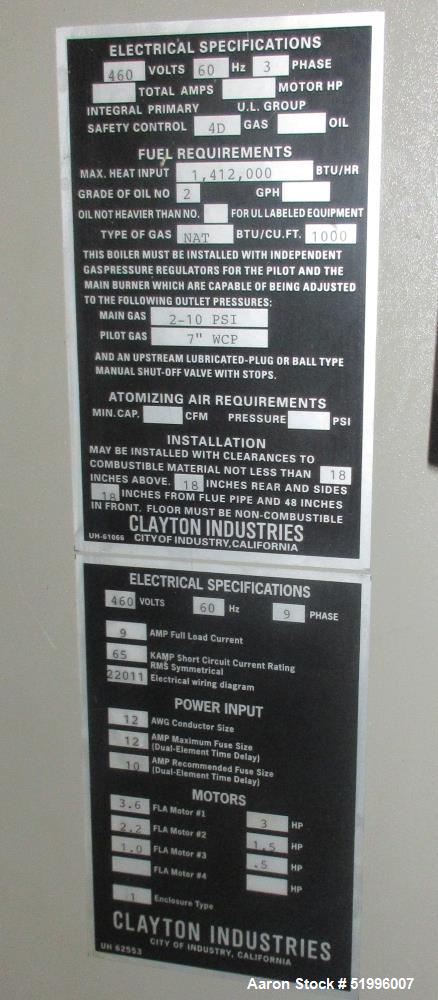 ELECTRICAL SPECIFICATIONS
460 VOLTS 60 Hz 3 PHASE
TOTAL AMPS MOTOR HP
INTEGRAL PRIMARY U.L. GROUP
SAFETY CONTROL 4D GAS OIL
FUEL REQUIREMENTS
MAX. HEAT INPUT 1,412,000 BTU/HR
GRADE OF OIL NO 2 GPH
OIL NOT HEAVIER THAN NO. FOR UL LABELED EQUIPMENT
TYPE OF GAS NAT BTU/CU.FT. 1000
THIS BOILER MUST BE INSTALLED WITH INDEPENDENT
GAS PRESSURE REGULATORS FOR THE PILOT AND THE
MAIN BURNER WHICH ARE CAPABLE OF BEING ADJUSTED
TO THE FOLLOWING OUTLET PRESSURES:
MAIN GAS 2-10 PSI
PILOT GAS 7" WCP
AND AN UPSTREAM LUBRICATED-PLUG OR BALL TYPE
MANUAL SHUT-OFF VALVE WITH STOPS.
ATOMIZING AIR REQUIREMENTS
MIN. CAP. CFM PRESSURE PSI
INSTALLATION
MAY BE INSTALLED WITH CLEARANCES TO
COMBUSTIBLE MATERIAL NOT LESS THAN 18
INCHES ABOVE. 18 INCHES REAR AND SIDES
18 INCHES FROM FLUE PIPE AND 48 INCHES
IN FRONT. FLOOR MUST BE NON-COMBUSTIBLE
CLAYTON INDUSTRIES
UH-61066 CITY OF INDUSTRY, CALIFORNIA
ELECTRICAL SPECIFICATIONS
460 VOLTS 60 Hz 9 PHASE
9 AMP Full Load Current
65 KAMP Short Circuit Current Rating
RMS Symmetrical
22011 Electrical wiring diagram
POWER INPUT
12 AWG Conductor Size
12 AMP Maximum Fuse Size
(Dual-Element Time Delay)
10 AMP Recommended Fuse Size
(Dual-Element Time Delay)
MOTORS
3.6 FLA Motor #1 3 HP
2.2 FLA Motor #2 1.5 HP
1.0 FLA Motor #3 .5 HP
FLA Motor #4 HP
1 Enclosure Type
CLAYTON INDUSTRIES
CITY OF INDUSTRY, CALIFORNIA
UH 62553
Aaron Stock # 51996007